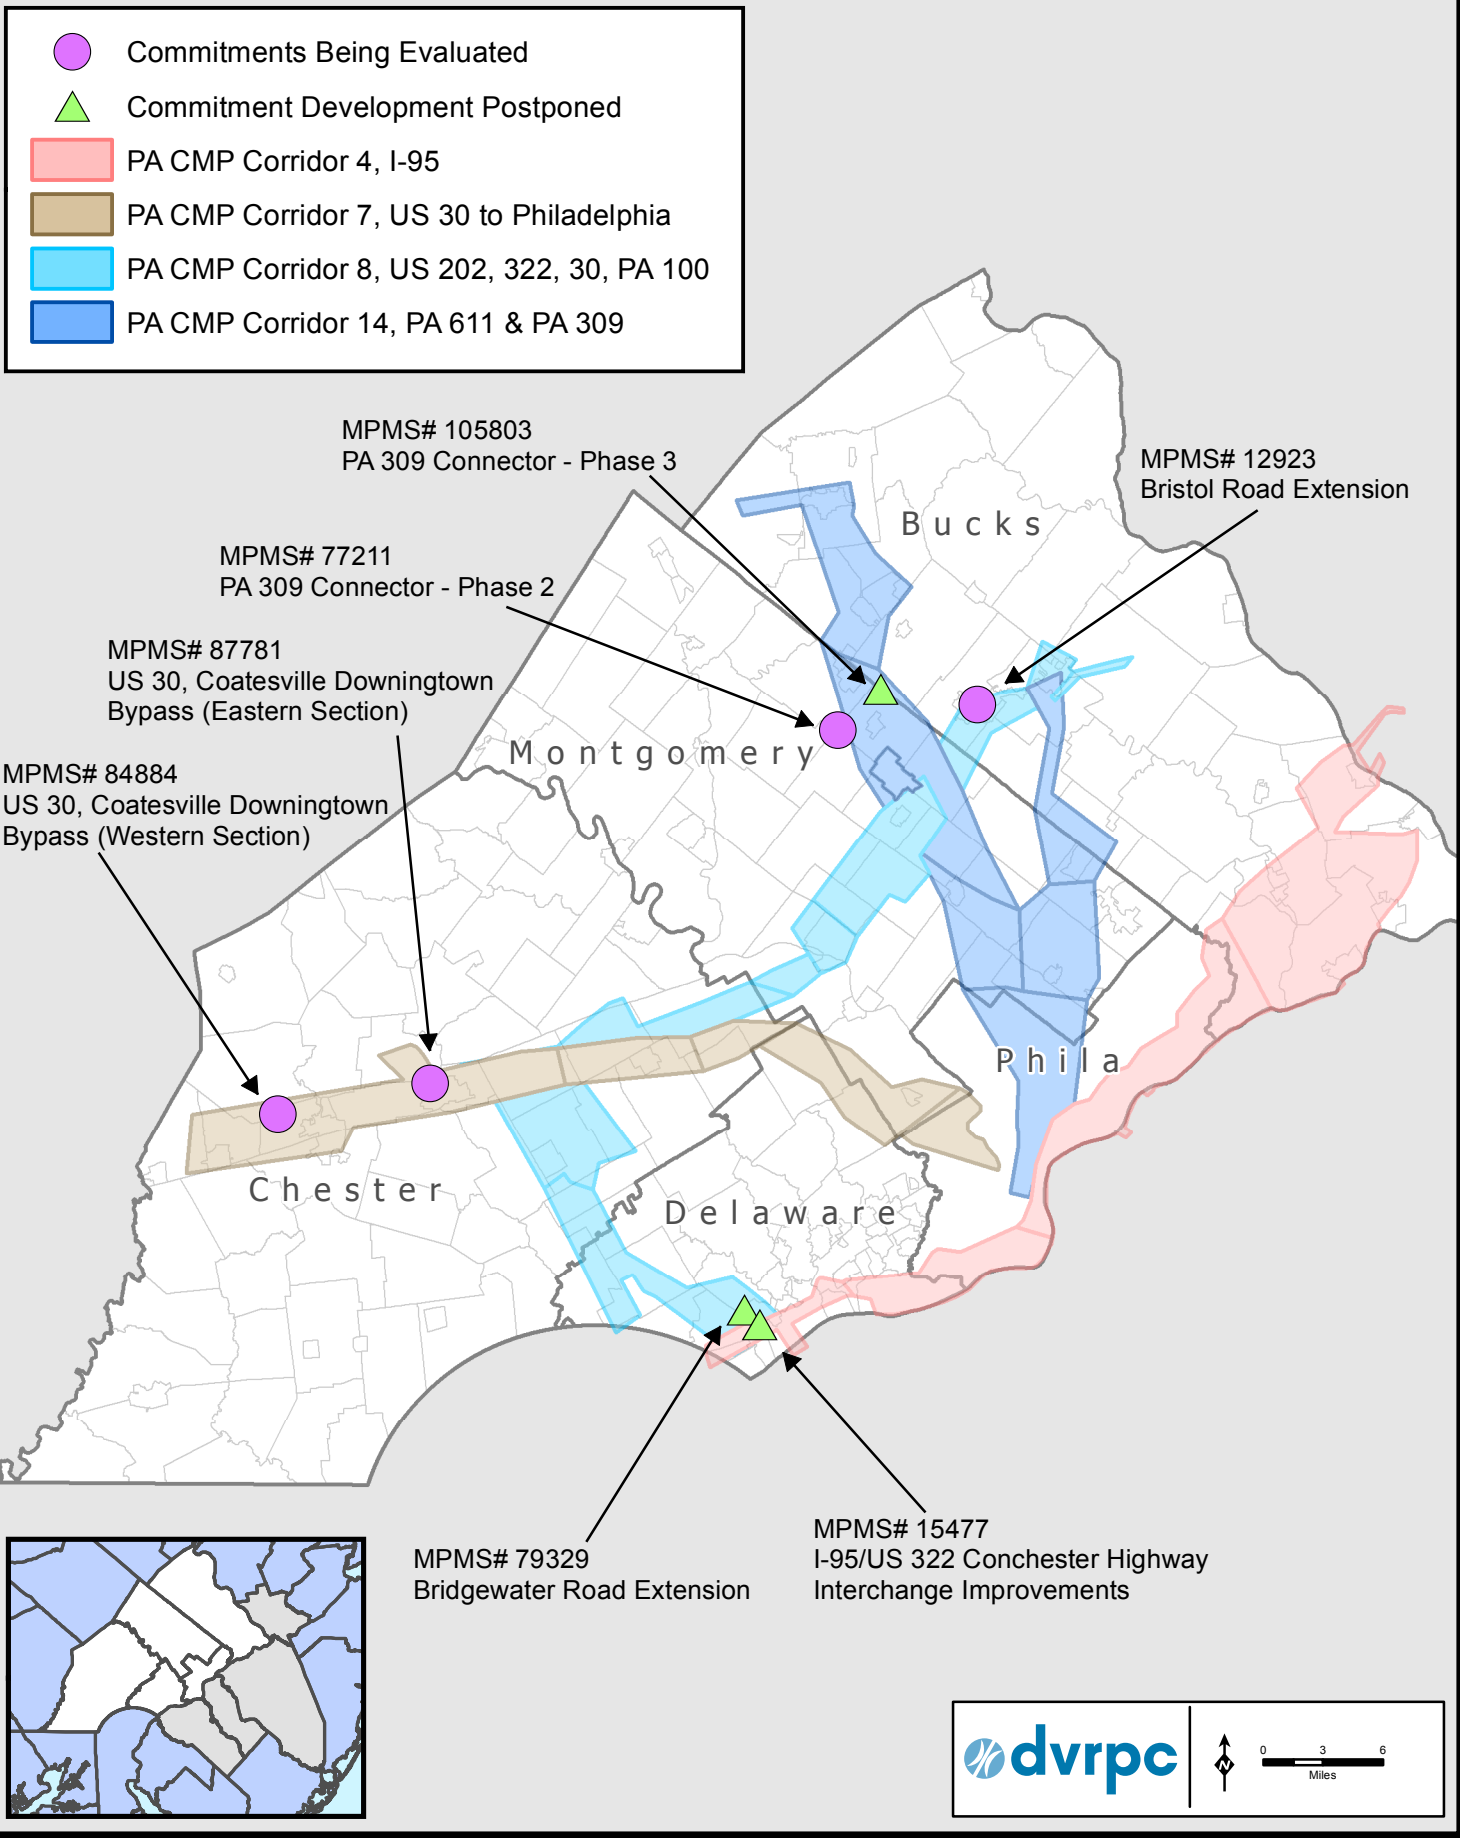 Commitments Being Evaluated
Commitment Development Postponed
PA CMP Corridor 4, I-95
PA CMP Corridor 7, US 30 to Philadelphia
PA CMP Corridor 8, US 202, 322, 30, PA 100
PA CMP Corridor 14, PA 611 & PA 309
MPMS# 105803
PA 309 Connector - Phase 3
MPMS# 12923
Bristol Road Extension
Bucks
MPMS# 77211
PA 309 Connector - Phase 2
MPMS# 87781
US 30, Coatesville Downingtown
Bypass (Eastern Section)
Montgomery
MPMS# 84884
US 30, Coatesville Downingtown
Bypass (Western Section)
Phila
Chester
Delaware
MPMS# 79329
Bridgewater Road Extension
MPMS# 15477
I-95/US 322 Conchester Highway
Interchange Improvements
dvrpc
N
0 3 6
Miles